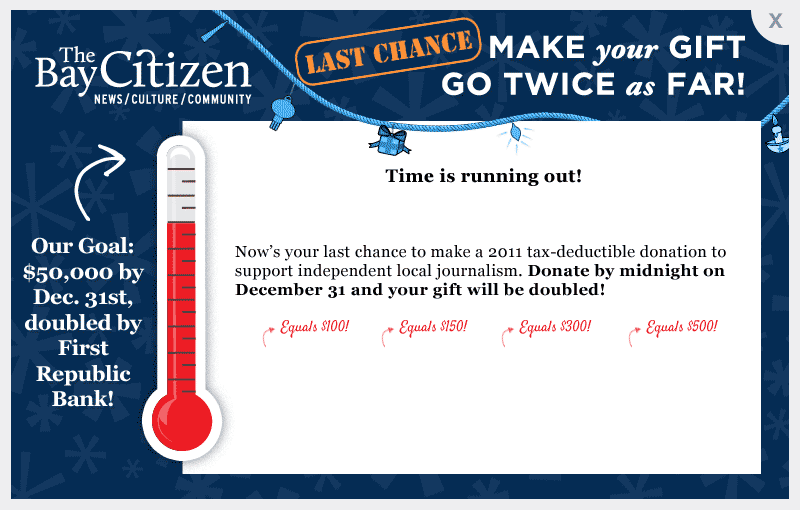 X
The
BayCitizen
NEWS/CULTURE/COMMUNITY
LAST CHANCE
MAKE your GIFT
GO TWICE as FAR!
Our Goal:
$50,000 by
Dec. 31st,
doubled by
First
Republic
Bank!
Time is running out!
Now's your last chance to make a 2011 tax-deductible donation to
support independent local journalism. Donate by midnight on
December 31 and your gift will be doubled!
Equals $100!
Equals $150!
Equals $300!
Equals $500!